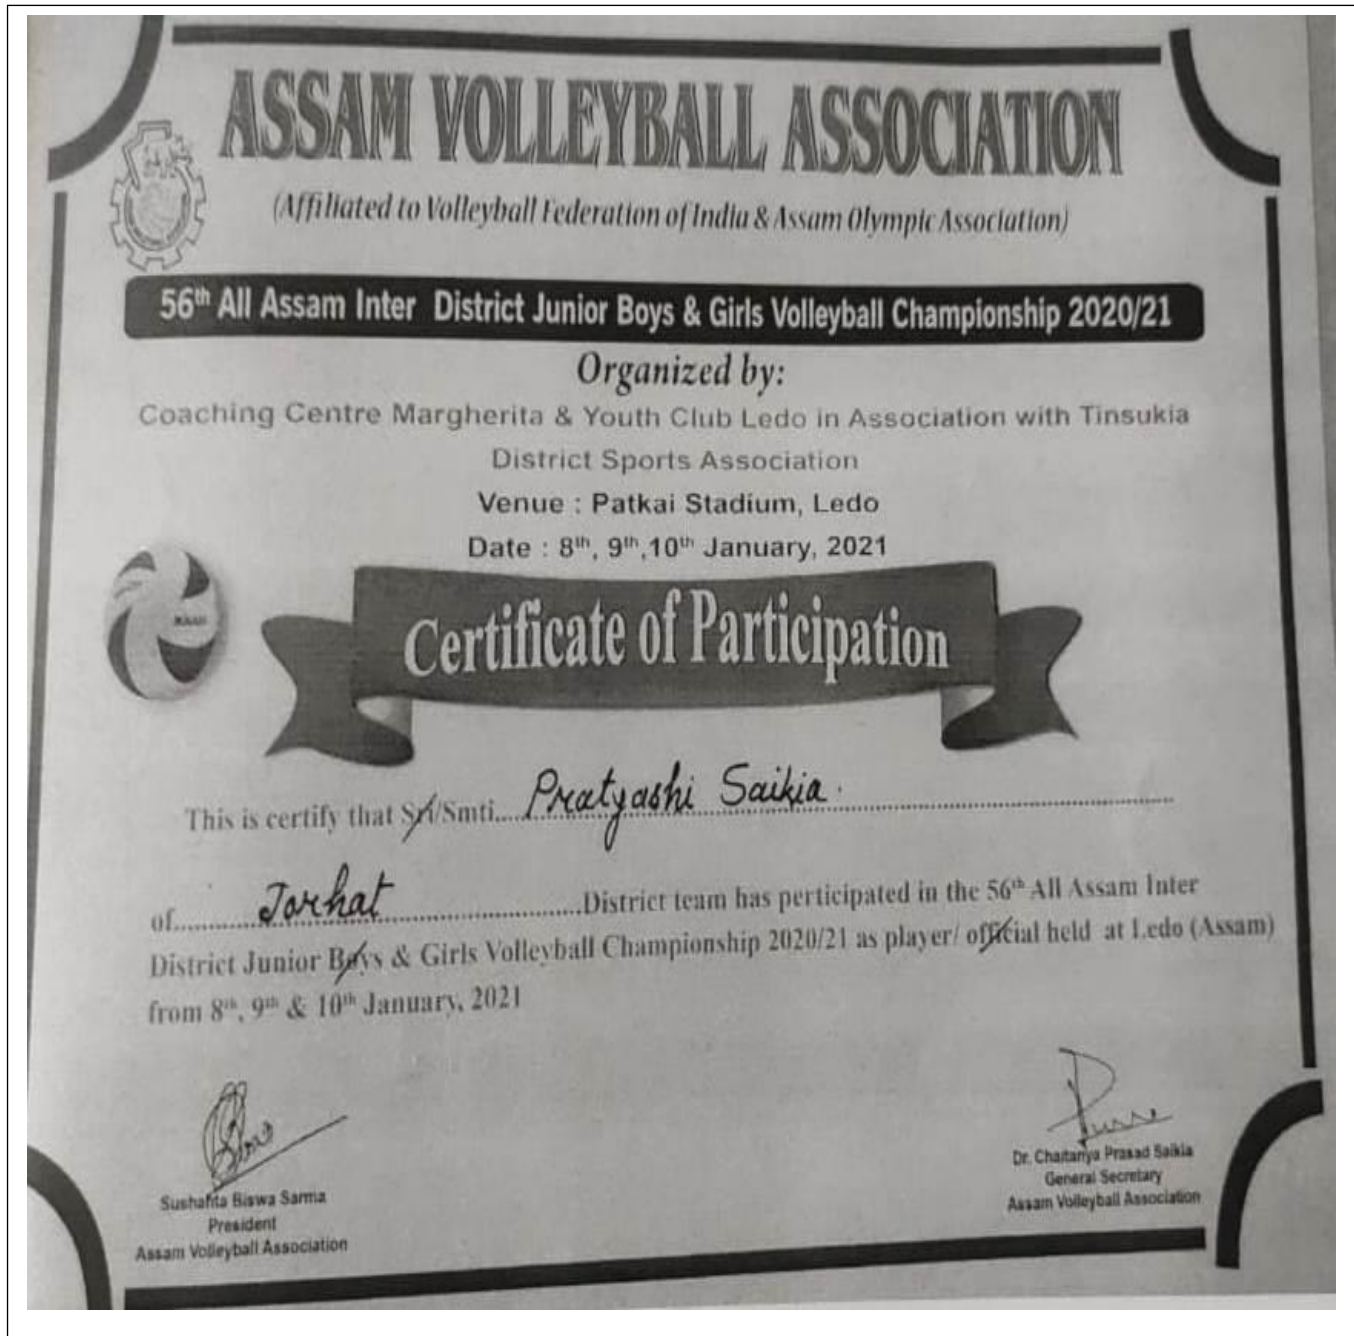 ASSAM VOLLEYBALL ASSOCIATION
(Affiliated to Volleyball Federation of India & Assam Olympic Association)
56th All Assam Inter District Junior Boys & Girls Volleyball Championship 2020/21
Organized by:
Coaching Centre Margherita & Youth Club Ledo in Association with Tinsukia
District Sports Association
Venue : Patkai Stadium, Ledo
Date : 8th, 9th,10th January, 2021
Certificate of Participation
This is certify that Sri/Smti.....Pratyashi Saikia.
of..........Jorhat..............................District team has perticipated in the 56th All Assam Inter
District Junior Boys & Girls Volleyball Championship 2020/21 as player/ official held at Ledo (Assam)
from 8th, 9th & 10th January, 2021
Sushanta Biswa Sarma
President
Assam Volleyball Association
Dr. Chaitanya Prasad Saikia
General Secretary
Assam Volleyball Association